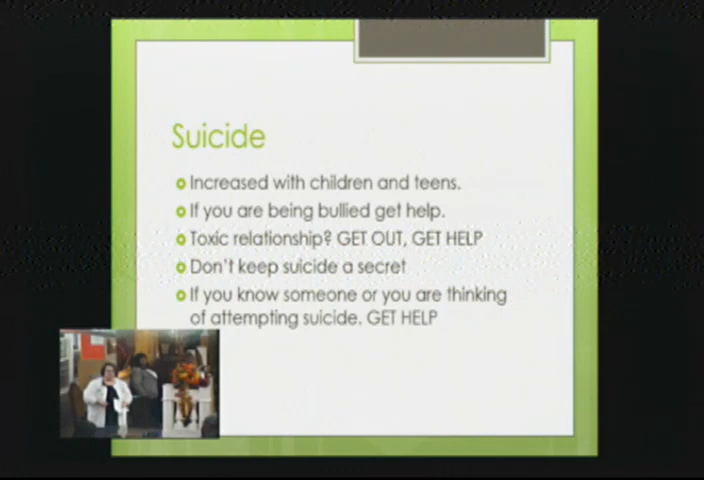 Suicide
Increased with children and teens.
If you are being bullied get help.
Toxic relationship? GET OUT, GET HELP
Don't keep suicide a secret
If you know someone or you are thinking
of attempting suicide. GET HELP